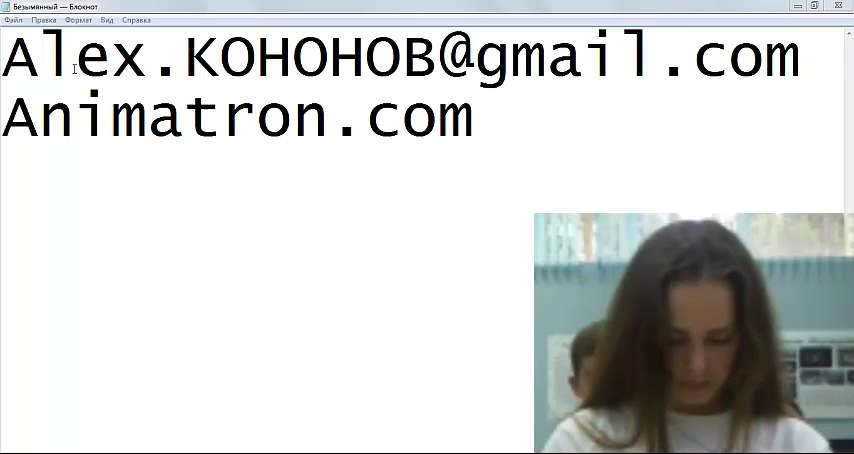 Безымянный — Блокнот
Файл Правка Формат Вид Справка
Alex.КОНОНОВ@gmail.com
Animatron.com